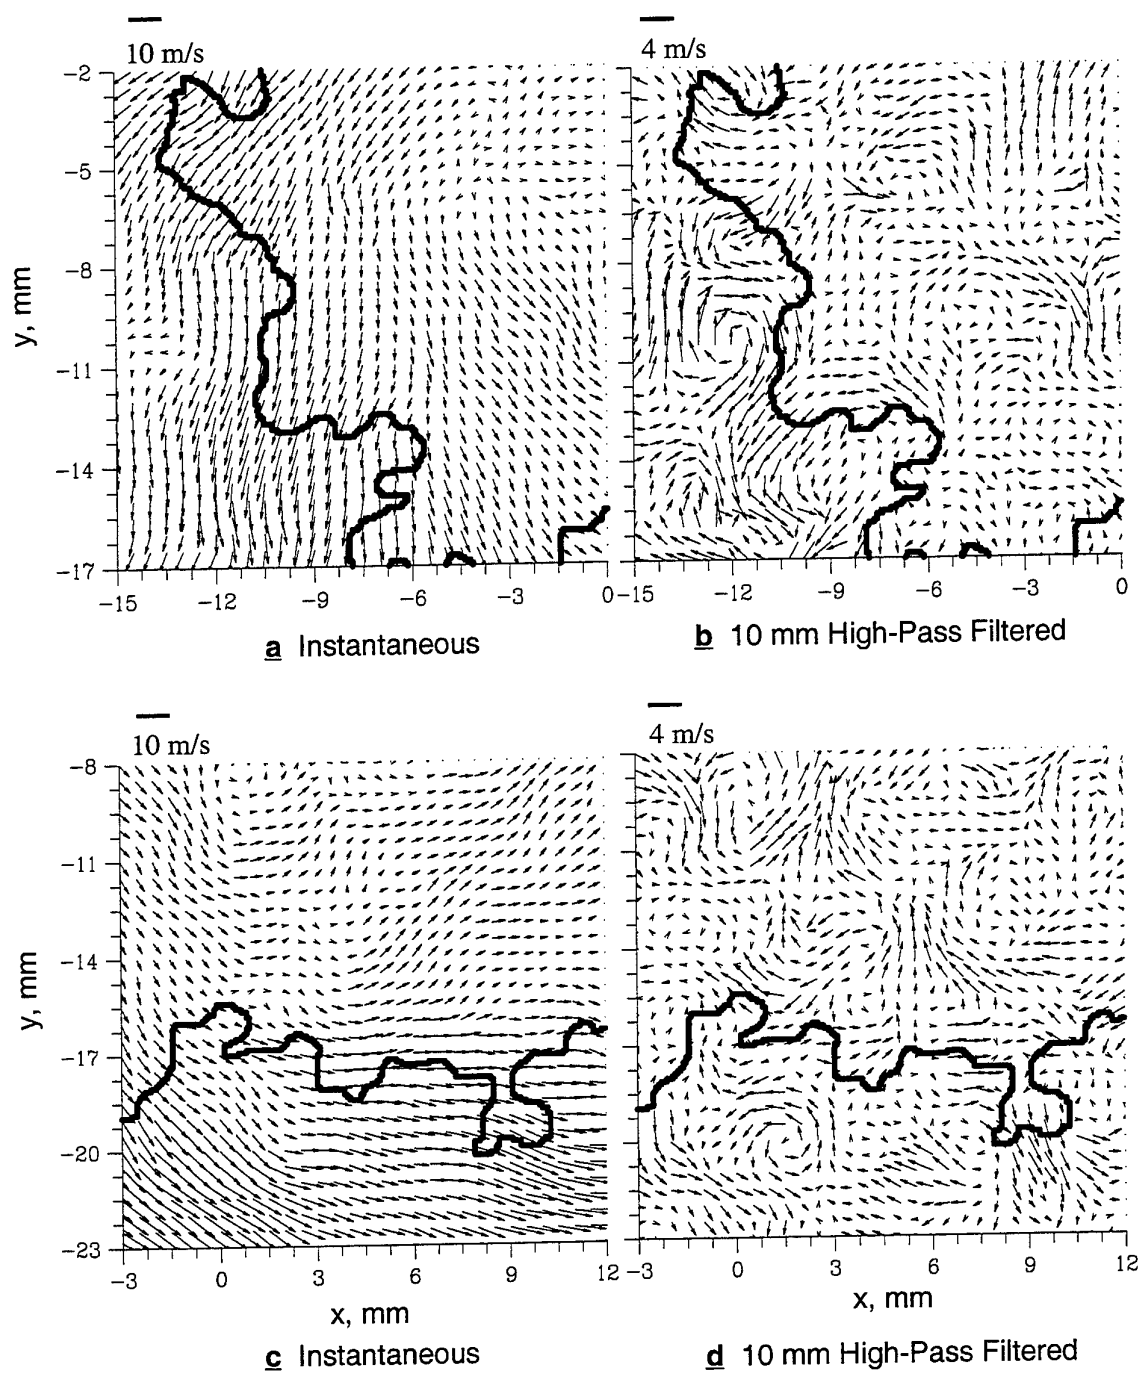 10 m/s 4 m/s
−2
−5
−8
y, mm
−11
−14
−17
−15 −12 −9 −6 −3 0 −15 −12 −9 −6 −3 0
a Instantaneous b 10 mm High-Pass Filtered
10 m/s 4 m/s
−8
−11
−14
y, mm
−17
−20
−23
−3 0 3 6 9 12 −3 0 3 6 9 12
x, mm x, mm
c Instantaneous d 10 mm High-Pass Filtered